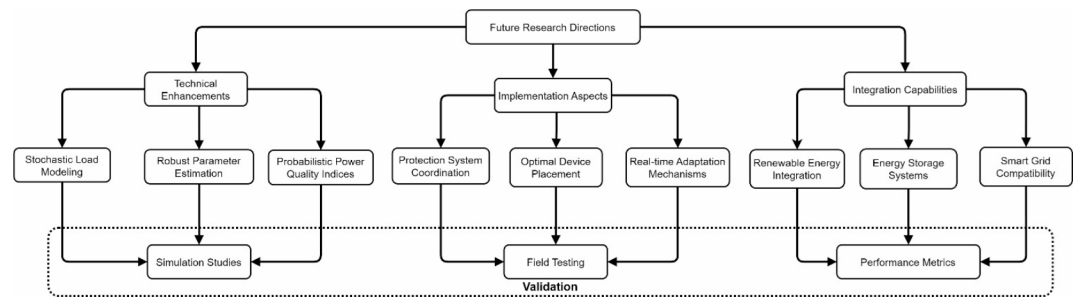 Future Research Directions
Technical
Enhancements
Implementation Aspects
Integration Capabilities
Stochastic Load
Modeling
Robust Parameter
Estimation
Probabilistic Power
Quality Indices
Protection System
Coordination
Optimal Device
Placement
Real-time Adaptation
Mechanisms
Renewable Energy
Integration
Energy Storage
Systems
Smart Grid
Compatibility
Simulation Studies
Field Testing
Performance Metrics
Validation